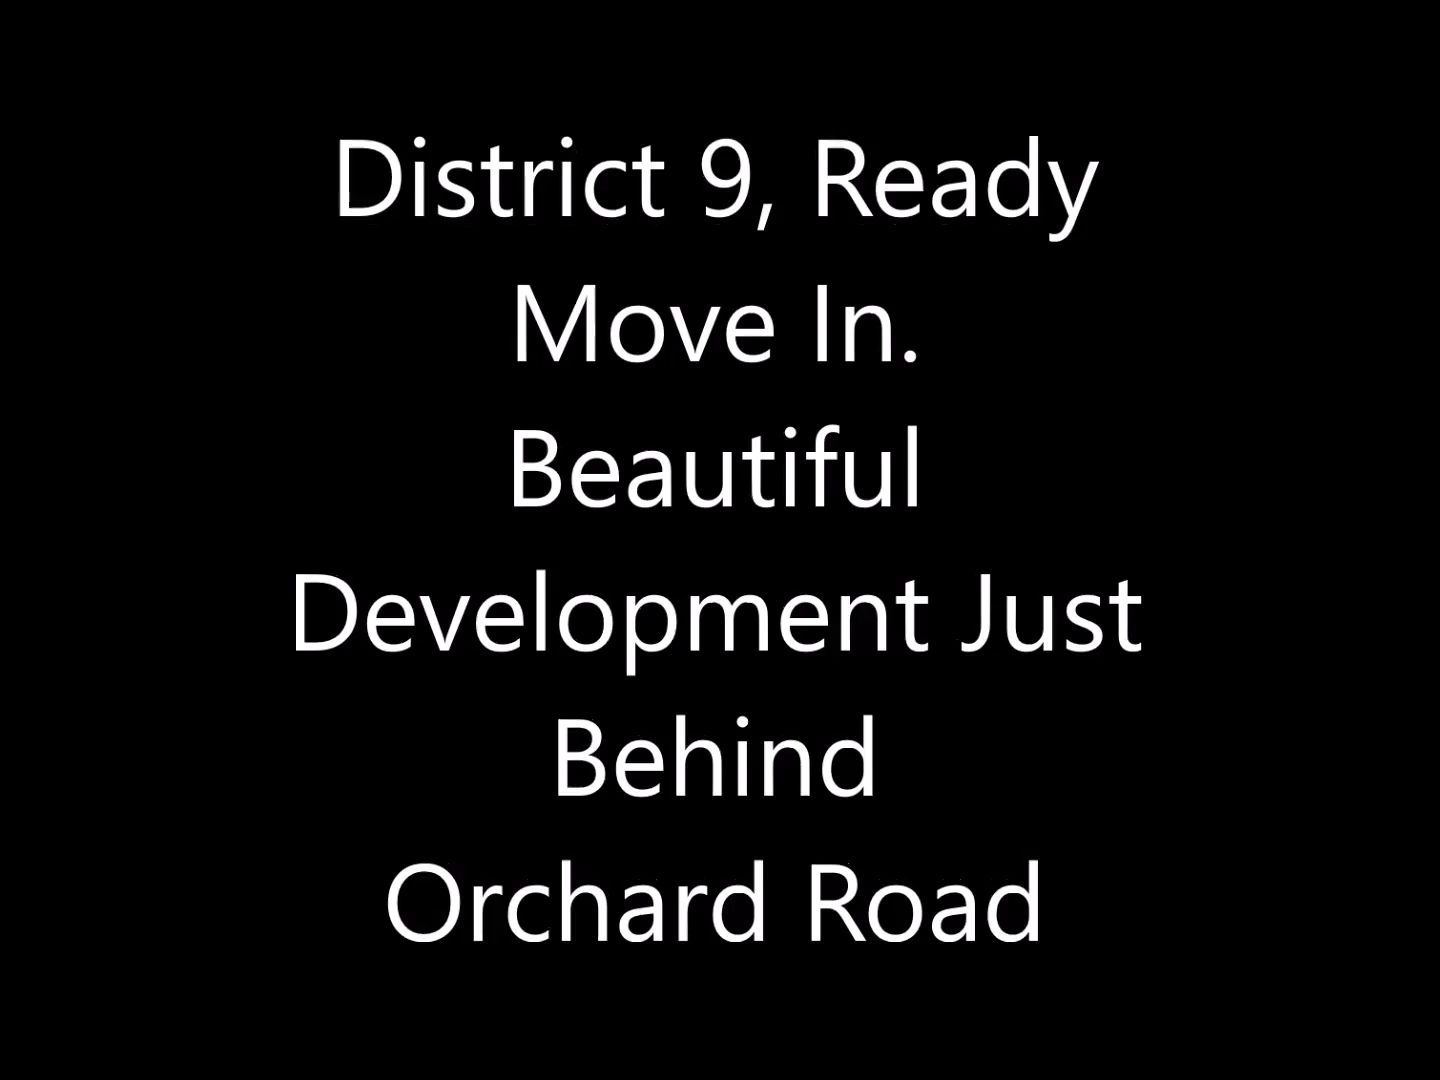 District 9, Ready
Move In.
Beautiful
Development Just
Behind
Orchard Road